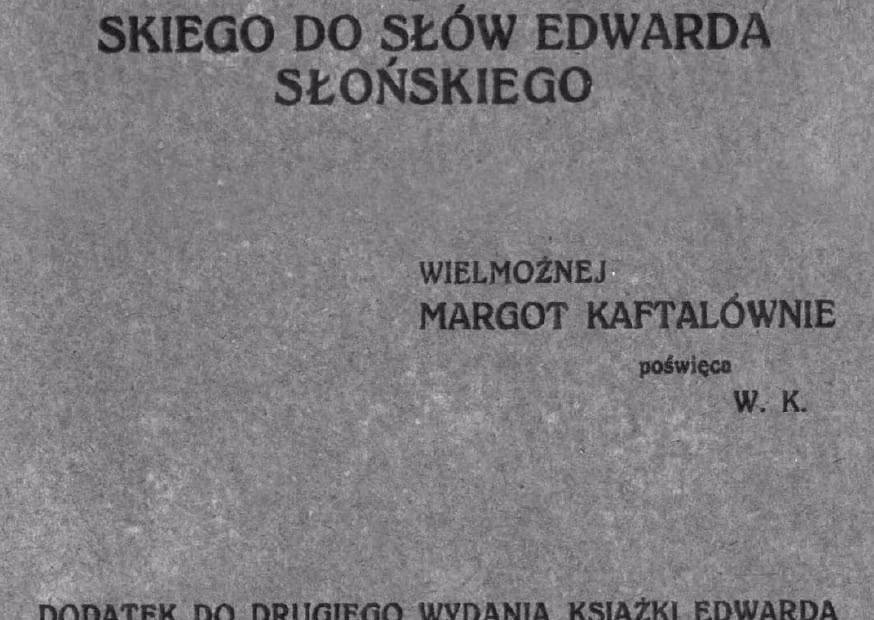 SKIEGO DO SŁÓW EDWARDA
SŁOŃSKIEGO
WIELMOŻNEJ
MARGOT KAFTALÓWNIE
poświęca
W. K.
DODATEK DO DRUGIEGO WYDANIA KSIĄŻKI EDWARDA